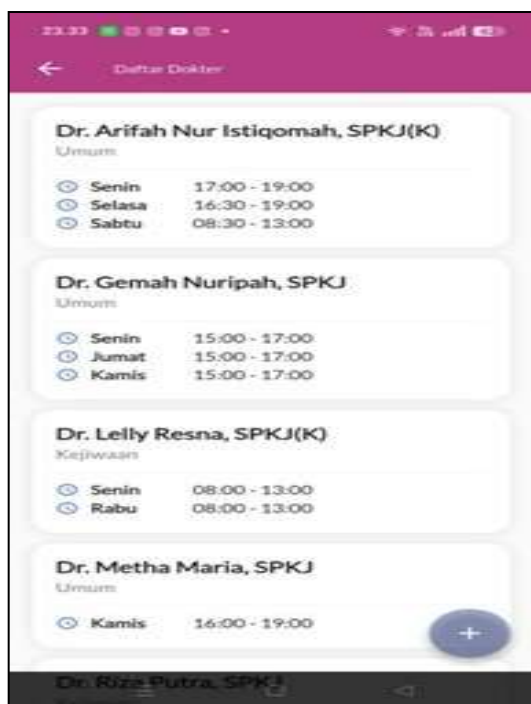 23.33
Daftar Dokter
Dr. Arifah Nur Istiqomah, SPKJ(K)
Umum
Senin 17:00 - 19:00
Selasa 16:30 - 19:00
Sabtu 08:30 - 13:00
Dr. Gemah Nuripah, SPKJ
Umum
Senin 15:00 - 17:00
Jumat 15:00 - 17:00
Kamis 15:00 - 17:00
Dr. Lelly Resna, SPKJ(K)
Kejiwaan
Senin 08:00 - 13:00
Rabu 08:00 - 13:00
Dr. Metha Maria, SPKJ
Umum
Kamis 16:00 - 19:00
+
Dr. Riza Putra, SPKJ